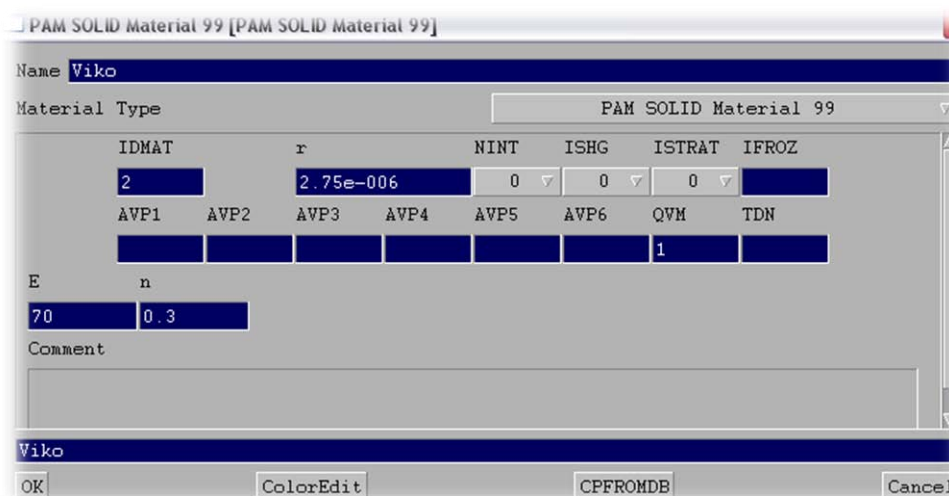 PAM SOLID Material 99 [PAM SOLID Material 99]
Name Viko
Material Type PAM SOLID Material 99
IDMAT r NINT ISHG ISTRAT IFROZ
2 2.75e-006 0 0 0
AVP1 AVP2 AVP3 AVP4 AVP5 AVP6 QVM TDN
1
E n
70 0.3
Comment
Viko
OK ColorEdit CPFROMDB Cancel